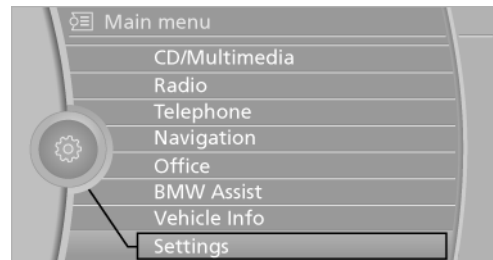 Main menu
CD/Multimedia
Radio
Telephone
Navigation
Office
BMW Assist
Vehicle Info
Settings